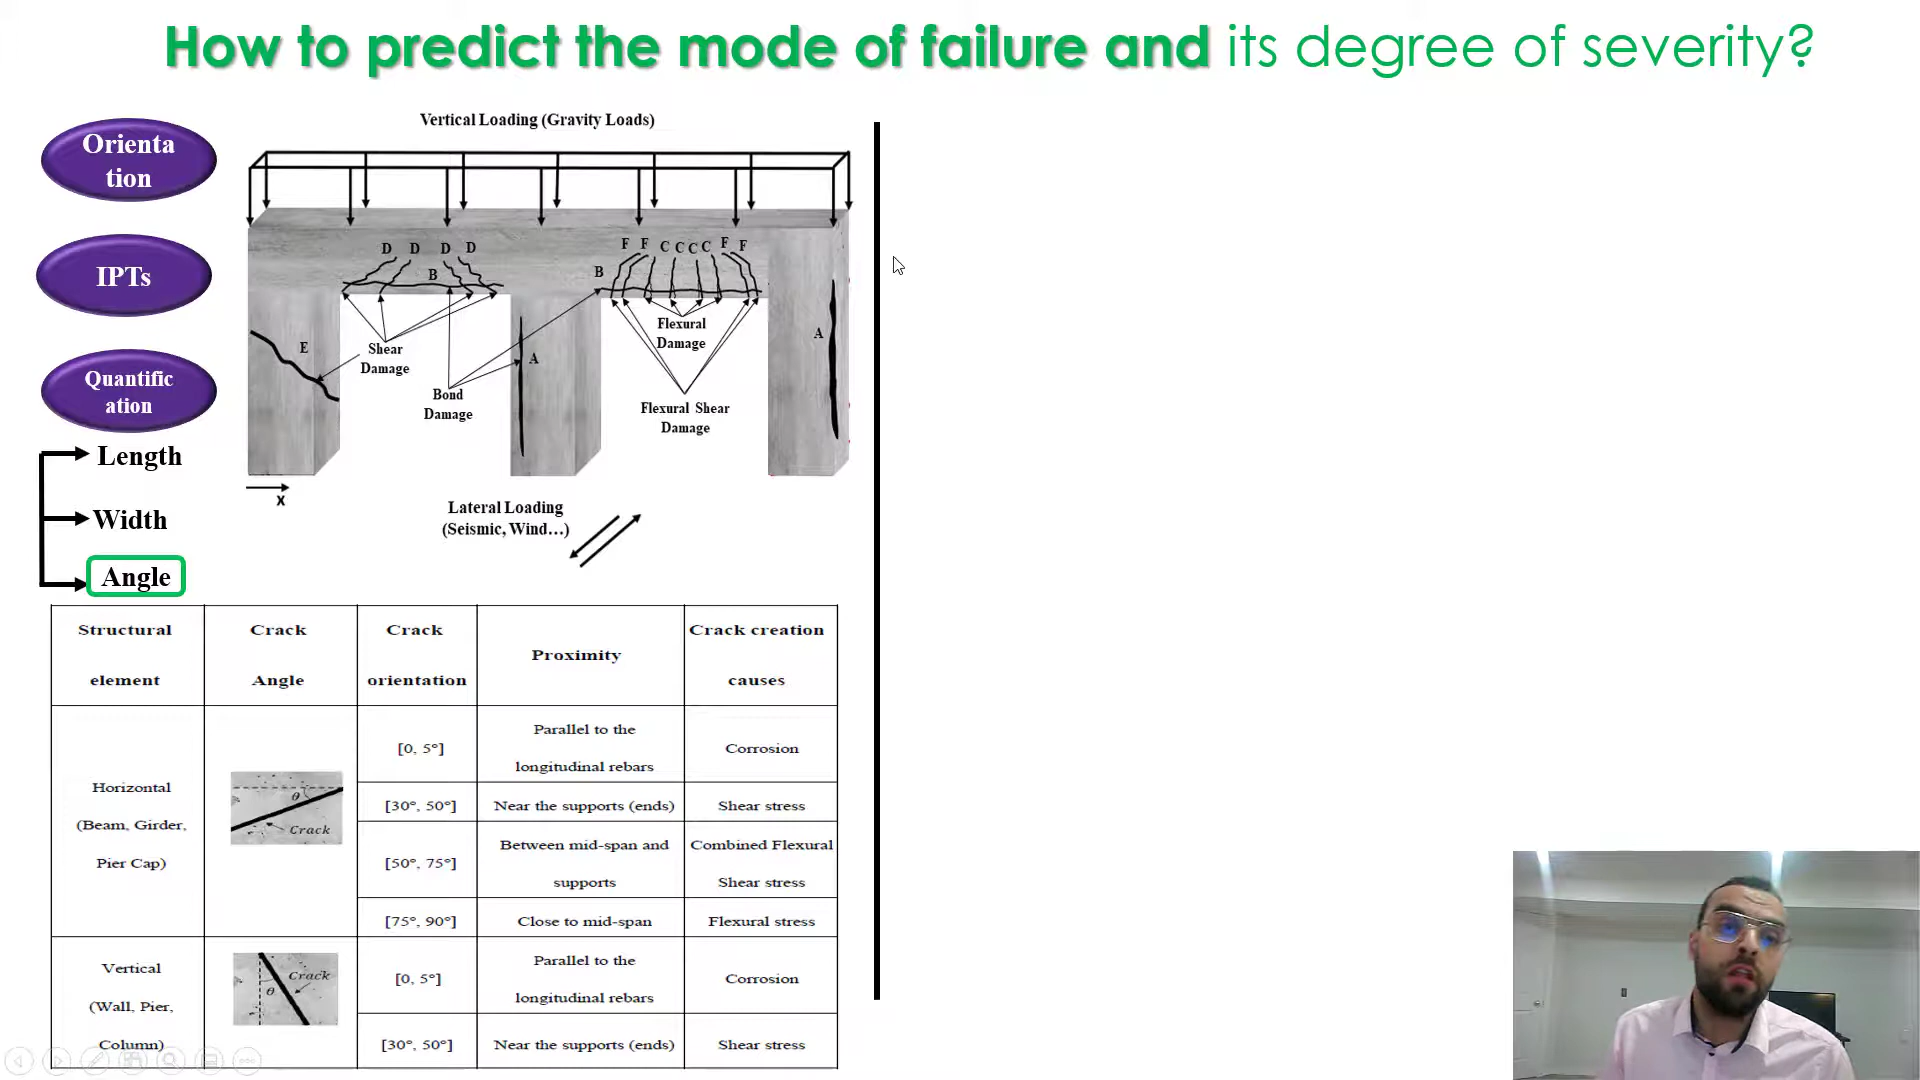 How to predict the mode of failure and its degree of severity?
Orienta
tion
IPTs
Quantific
ation
Length
Width
Angle
Vertical Loading (Gravity Loads)
D D D D
B
F F C C C C F F
B
E
A
A
Shear
Damage
Bond
Damage
Flexural
Damage
Flexural Shear
Damage
X
Lateral Loading
(Seismic, Wind...)
Structural
element
Crack
Angle
Crack
orientation
Proximity
Crack creation
causes
Horizontal
(Beam, Girder,
Pier Cap)
θ
Crack
[0, 5°]
Parallel to the
longitudinal rebars
Corrosion
[30°, 50°]
Near the supports (ends)
Shear stress
[50°, 75°]
Between mid-span and
supports
Combined Flexural
Shear stress
[75°, 90°]
Close to mid-span
Flexural stress
Vertical
(Wall, Pier,
Column)
Crack
θ
[0, 5°]
Parallel to the
longitudinal rebars
Corrosion
[30°, 50°]
Near the supports (ends)
Shear stress